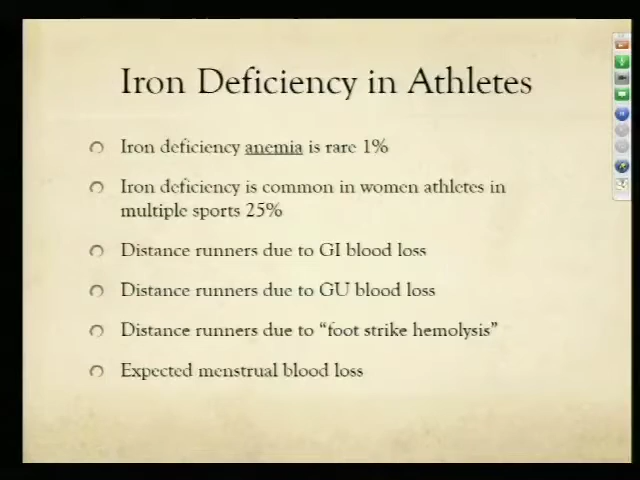 Iron Deficiency in Athletes
Iron deficiency anemia is rare 1%
Iron deficiency is common in women athletes in
multiple sports 25%
Distance runners due to GI blood loss
Distance runners due to GU blood loss
Distance runners due to “foot strike hemolysis”
Expected menstrual blood loss